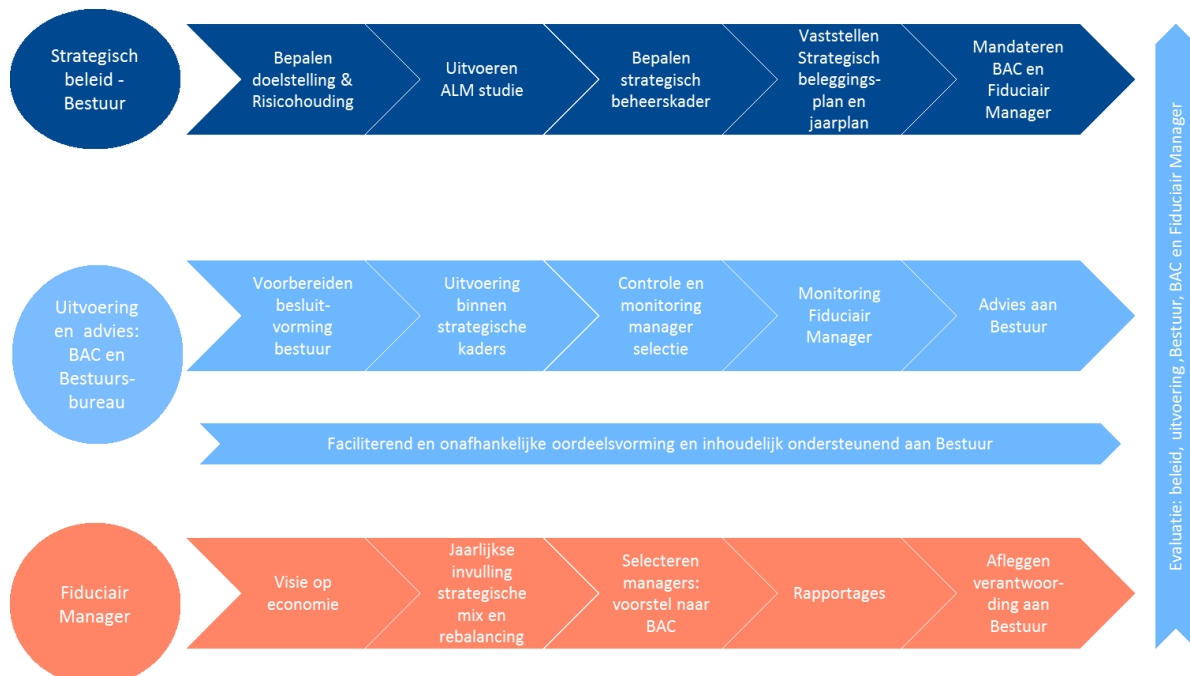 Strategisch
beleid -
Bestuur
Bepalen
doelstelling &
Risicohouding
Uitvoeren
ALM studie
Bepalen
strategisch
beheerskader
Vaststellen
Strategisch
beleggings-
plan en
jaarplan
Mandateren
BAC en
Fiduciair
Manager
Uitvoering
en advies:
BAC en
Bestuurs-
bureau
Voorbereiden
besluit-
vorming
bestuur
Uitvoering
binnen
strategische
kaders
Controle en
monitoring
manager
selectie
Monitoring
Fiduciair
Manager
Advies aan
Bestuur
Faciliterend en onafhankelijke oordeelsvorming en inhoudelijk ondersteunend aan Bestuur
Fiduciair
Manager
Visie op
economie
Jaarlijkse
invulling
strategische
mix en
rebalancing
Selecteren
managers:
voorstel naar
BAC
Rapportages
Afleggen
verantwoor-
ding aan
Bestuur
Evaluatie: beleid, uitvoering ,Bestuur, BAC en Fiduciair Manager